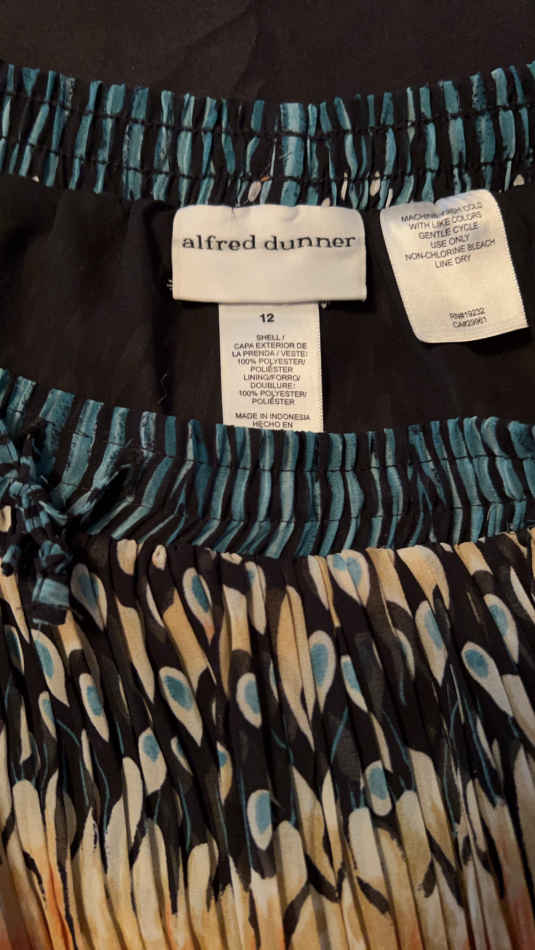 alfred dunner
12
SHELL/
CAPA EXTERIOR DE
LA PRENDA / VESTE:
100% POLYESTER/
POLIÉSTER
LINING/FORRO/
DOUBLURE:
100% POLYESTER/
POLIÉSTER
MADE IN INDONESIA
HECHO EN
MACHINE WASH COLD
WITH LIKE COLORS
GENTLE CYCLE
USE ONLY
NON-CHLORINE BLEACH
LINE DRY
RN#19232
CA#09961